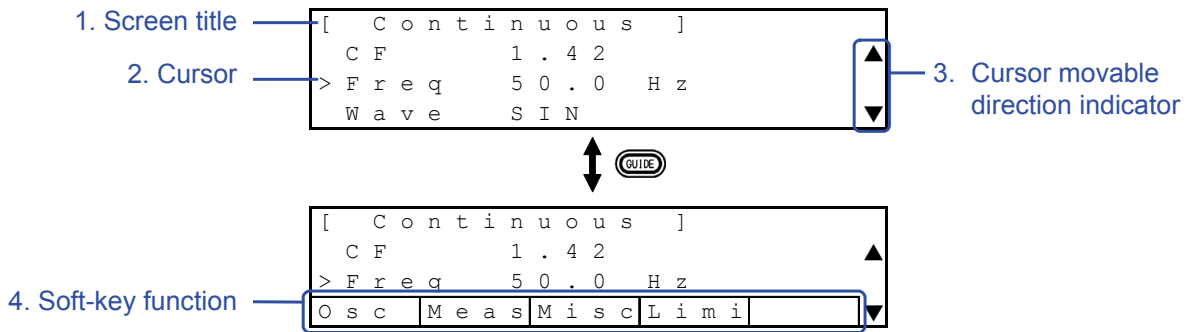 1. Screen title
[ Continuous ]
CF 1.42 ▲
2. Cursor
> Freq 50.0 Hz
3. Cursor movable
direction indicator
Wave SIN ▼
GUIDE
[ Continuous ]
CF 1.42 ▲
> Freq 50.0 Hz
4. Soft-key function
Osc Meas Misc Limi ▼